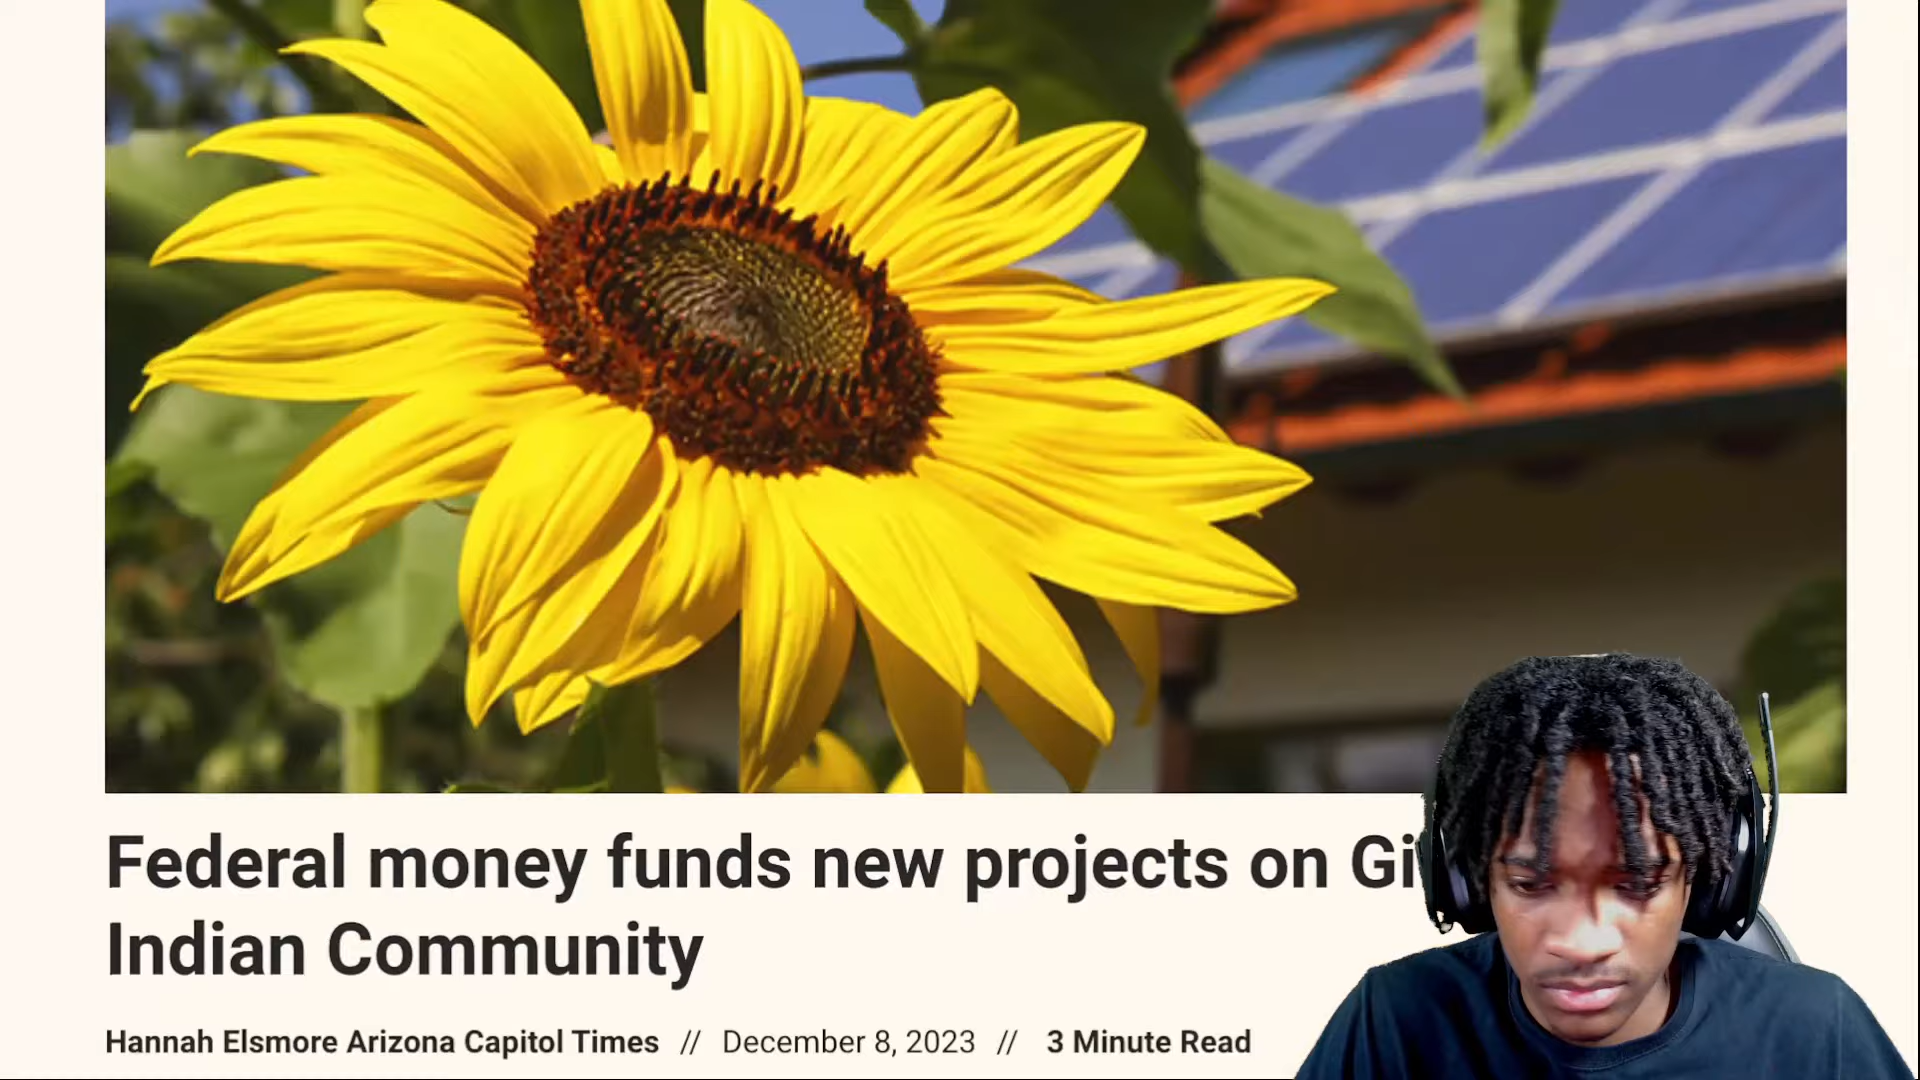 Federal money funds new projects on
Indian Community
Hannah Elsmore Arizona Capitol Times // December 8, 2023 // 3 Minute Read